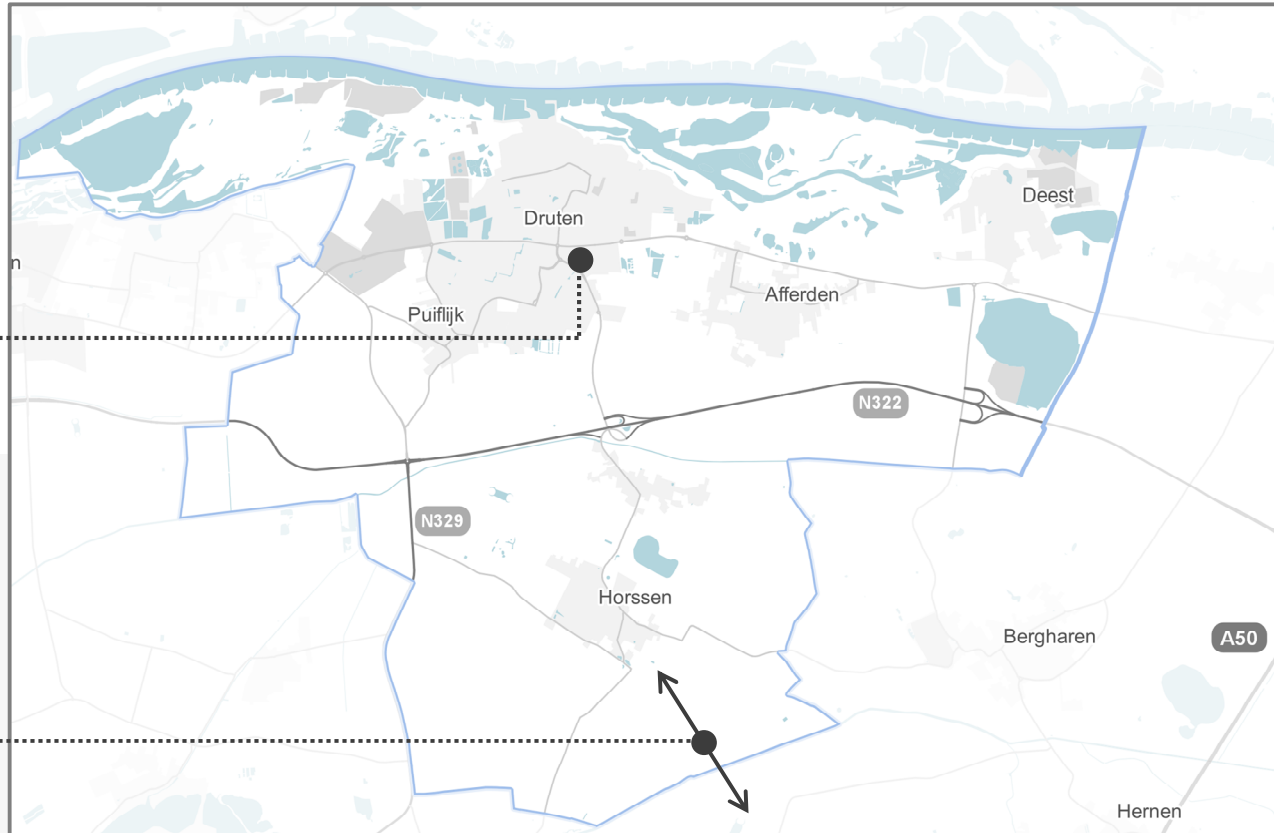 Deest
Druten
n
Afferden
Puiflijk
N322
N329
Horssen
Bergharen
A50
Hernen